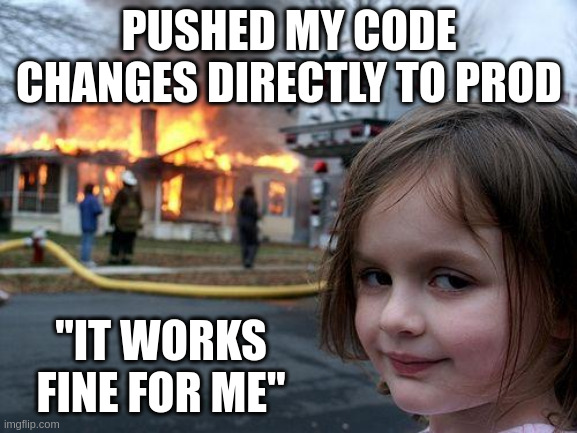 PUSHED MY CODE
CHANGES DIRECTLY TO PROD
"IT WORKS
FINE FOR ME"
imgflip.com